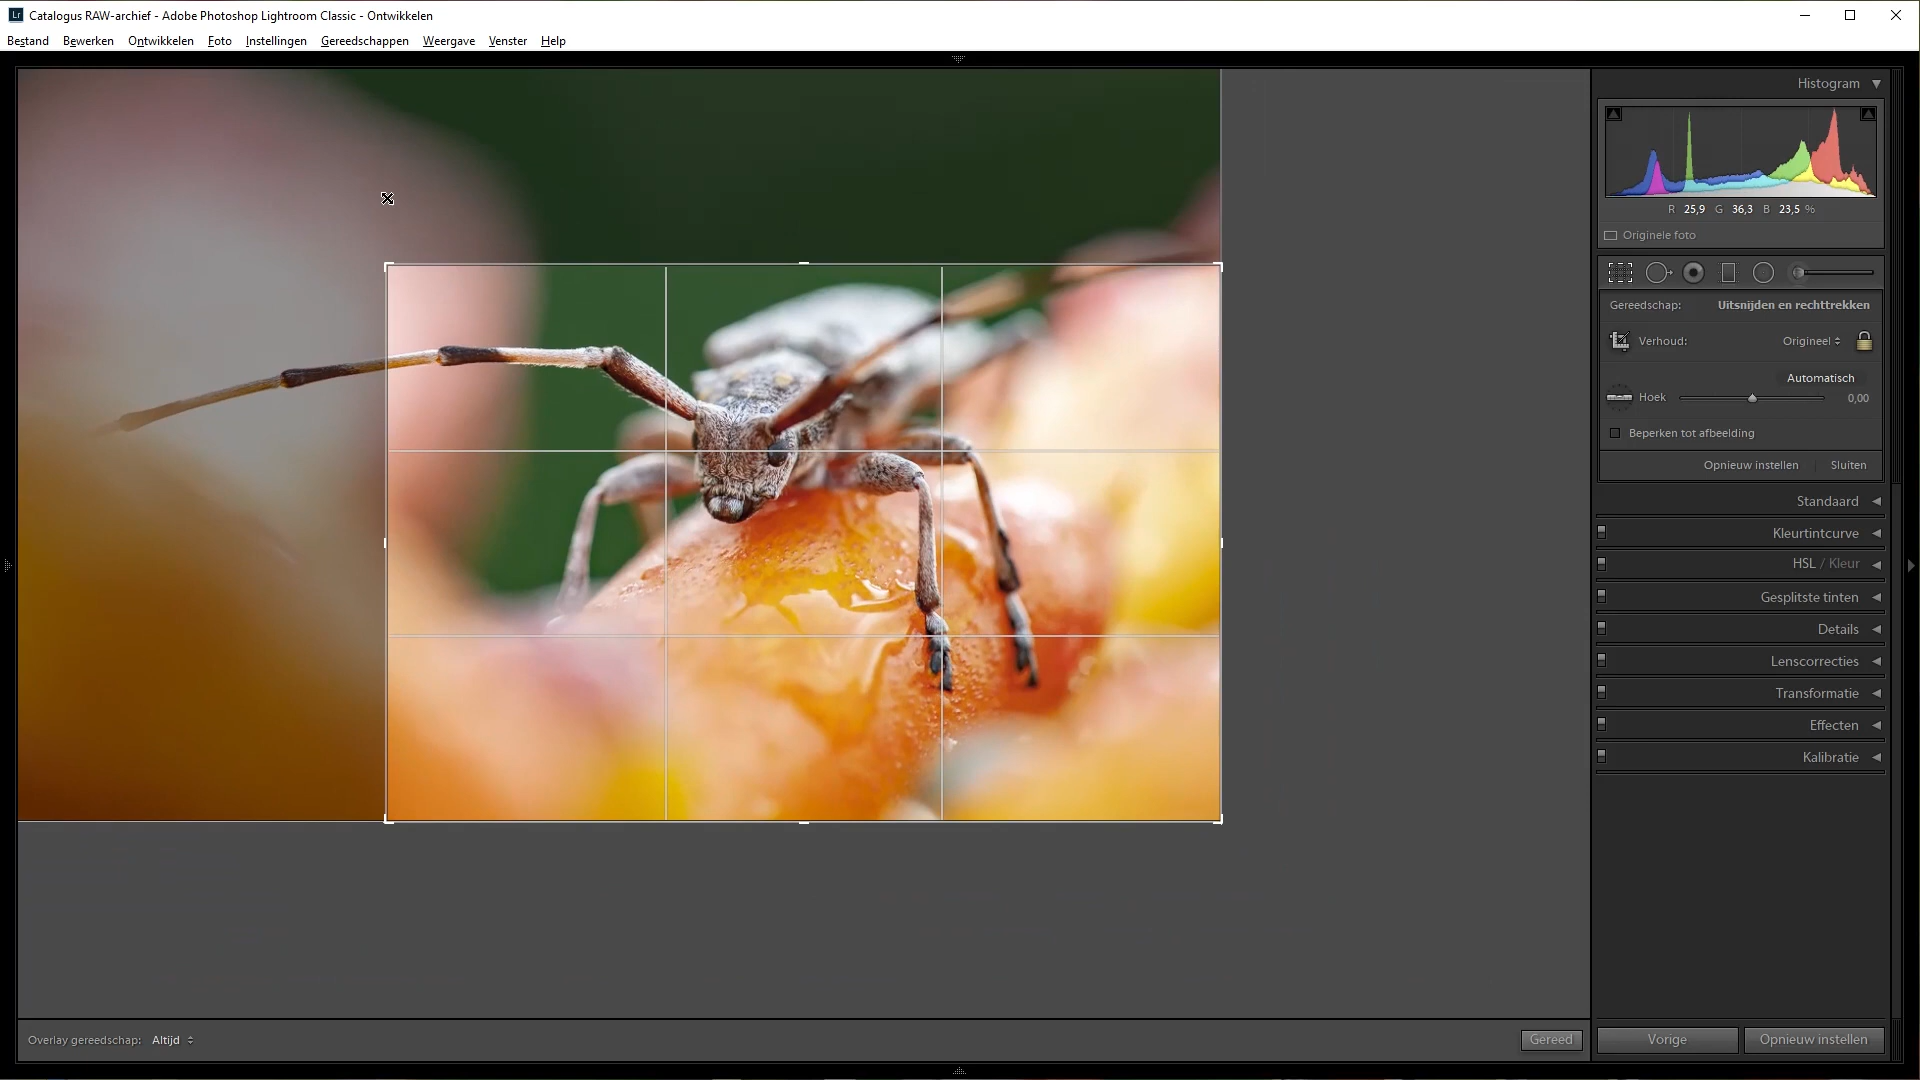 Lr Catalogus RAW-archief - Adobe Photoshop Lightroom Classic - Ontwikkelen
Bestand Bewerken Ontwikkelen Foto Instellingen Gereedschappen Weergave Venster Help
Histogram
R 25,9 G 36,3 B 23,5 %
Originele foto
Gereedschap: Uitsnijden en rechttrekken
Verhoud: Origineel
Automatisch
Hoek 0,00
Beperken tot afbeelding
Opnieuw instellen Sluiten
Standaard
Kleurtintcurve
HSL / Kleur
Gesplitste tinten
Details
Lenscorrecties
Transformatie
Effecten
Kalibratie
Overlay gereedschap: Altijd Gereed Vorige Opnieuw instellen